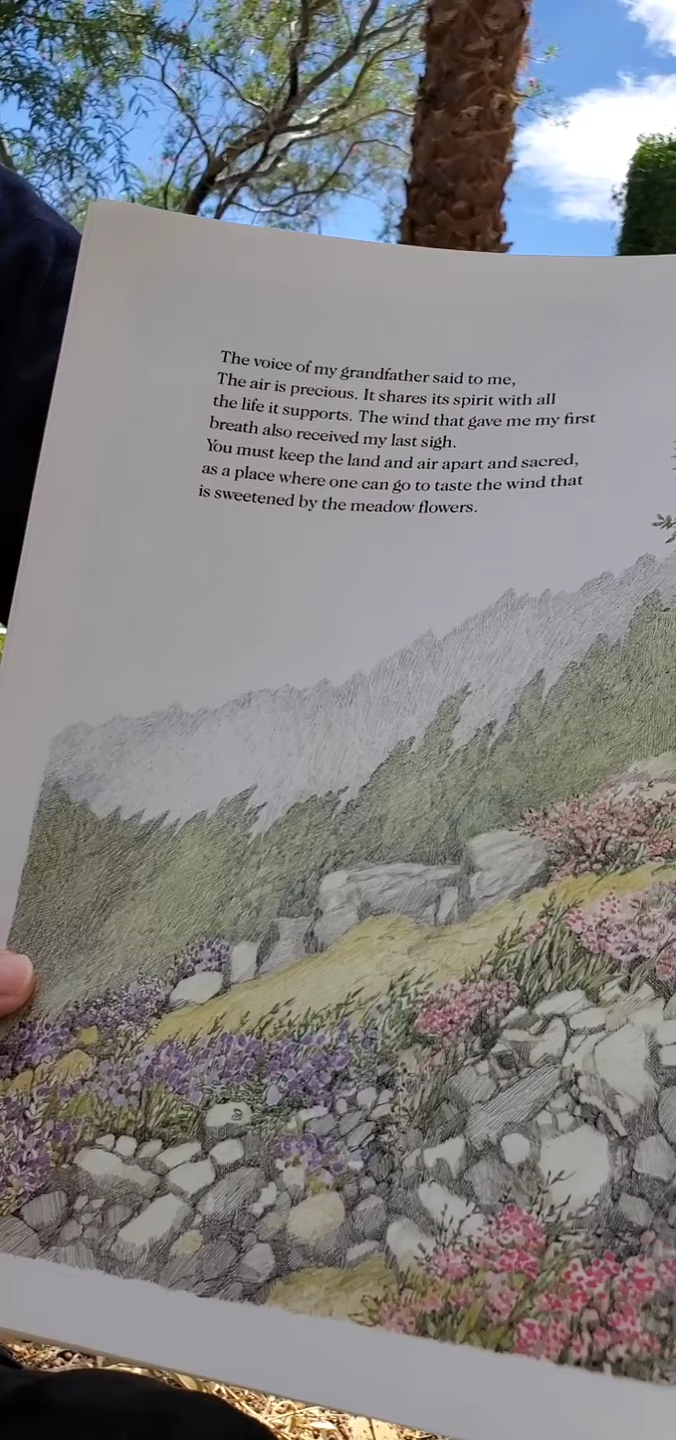 The voice of my grandfather said to me,
The air is precious. It shares its spirit with all
the life it supports. The wind that gave me my first
breath also received my last sigh.
You must keep the land and air apart and sacred,
as a place where one can go to taste the wind that
is sweetened by the meadow flowers.